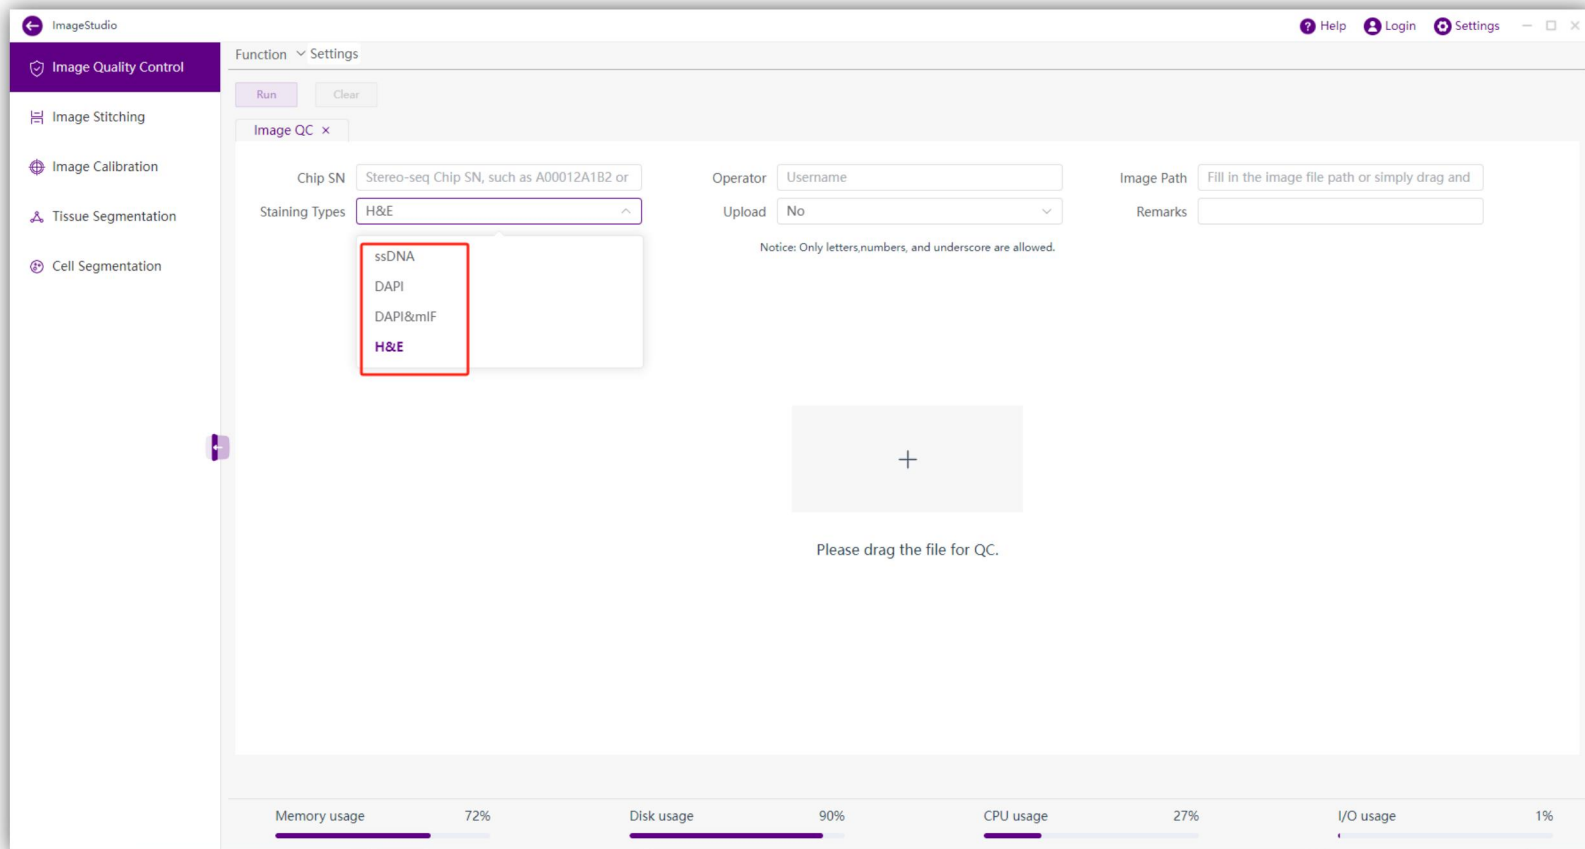 ImageStudio
Help Login Settings
Image Quality Control
Image Stitching
Image Calibration
Tissue Segmentation
Cell Segmentation
Function Settings
Run Clear
Image QC ×
Chip SN Stereo-seq Chip SN, such as A00012A1B2 or Operator Username Image Path Fill in the image file path or simply drag and
Staining Types H&E Upload No Remarks
Notice: Only letters,numbers, and underscore are allowed.
ssDNA
DAPI
DAPI&mIF
H&E
Please drag the file for QC.
Memory usage 72% Disk usage 90% CPU usage 27% I/O usage 1%